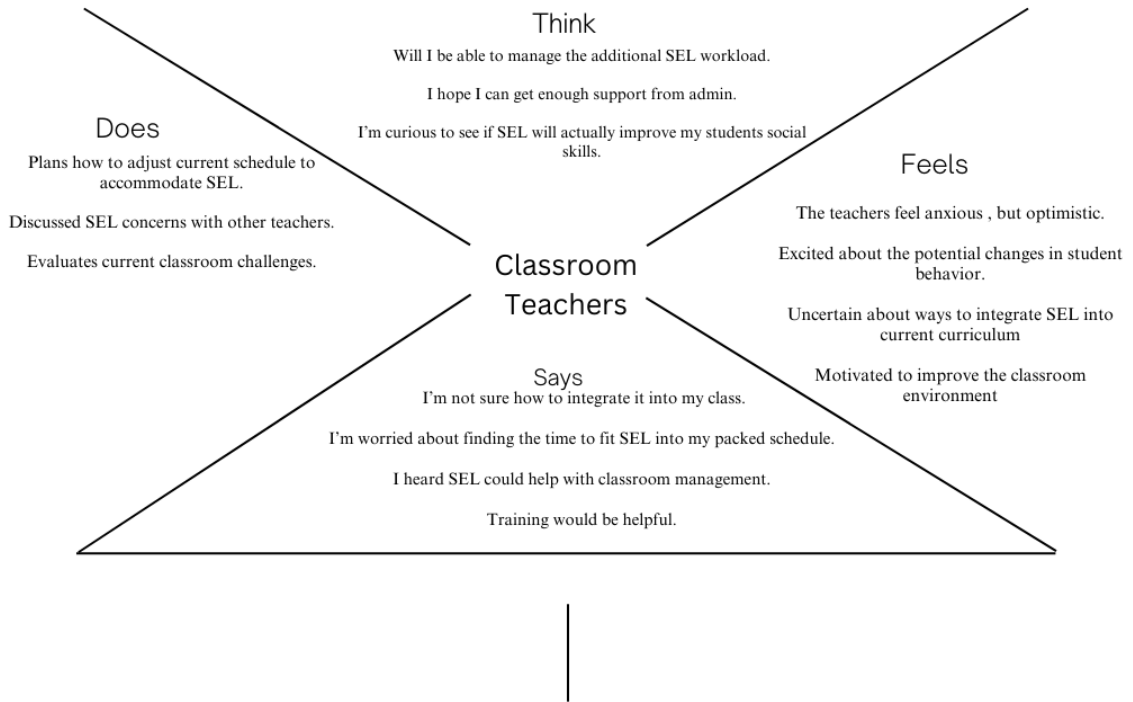 Think
Will I be able to manage the additional SEL workload.
I hope I can get enough support from admin.
I'm curious to see if SEL will actually improve my students social
skills.
Does
Plans how to adjust current schedule to
accommodate SEL.
Discussed SEL concerns with other teachers.
Evaluates current classroom challenges.
Feels
The teachers feel anxious , but optimistic.
Excited about the potential changes in student
behavior.
Uncertain about ways to integrate SEL into
current curriculum
Motivated to improve the classroom
environment
Classroom
Teachers
Says
I'm not sure how to integrate it into my class.
I'm worried about finding the time to fit SEL into my packed schedule.
I heard SEL could help with classroom management.
Training would be helpful.